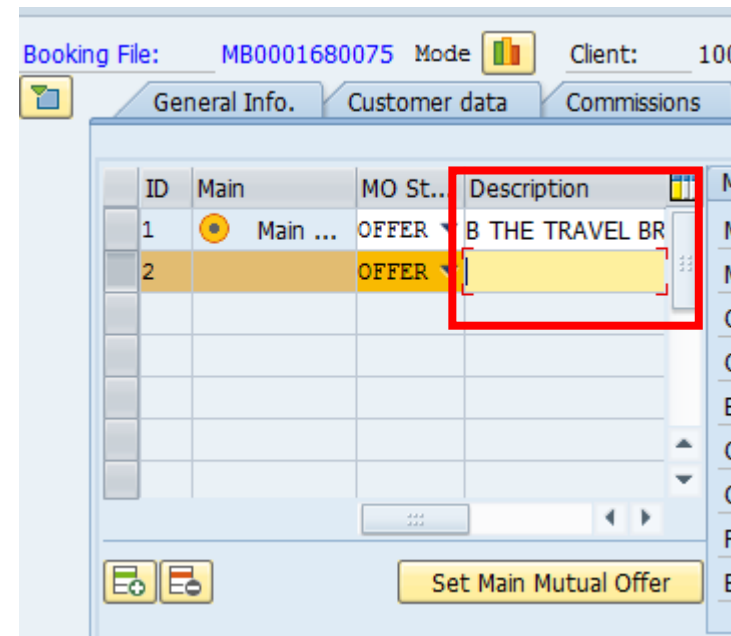 Booking File: MB0001680075 Mode Client: 100
General Info. Customer data Commissions
ID Main MO St... Description
1 Main ... OFFER B THE TRAVEL BR
2 OFFER
Set Main Mutual Offer